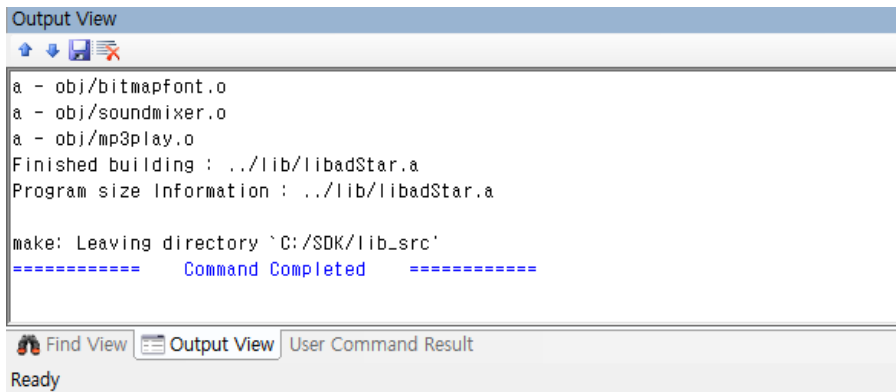 Output View
a - obj/bitmapfont.o
a - obj/soundmixer.o
a - obj/mp3play.o
Finished building : ../lib/libadStar.a
Program size Information : ../lib/libadStar.a
make: Leaving directory `C:/SDK/lib_src'
============ Command Completed ============
Find View Output View User Command Result
Ready